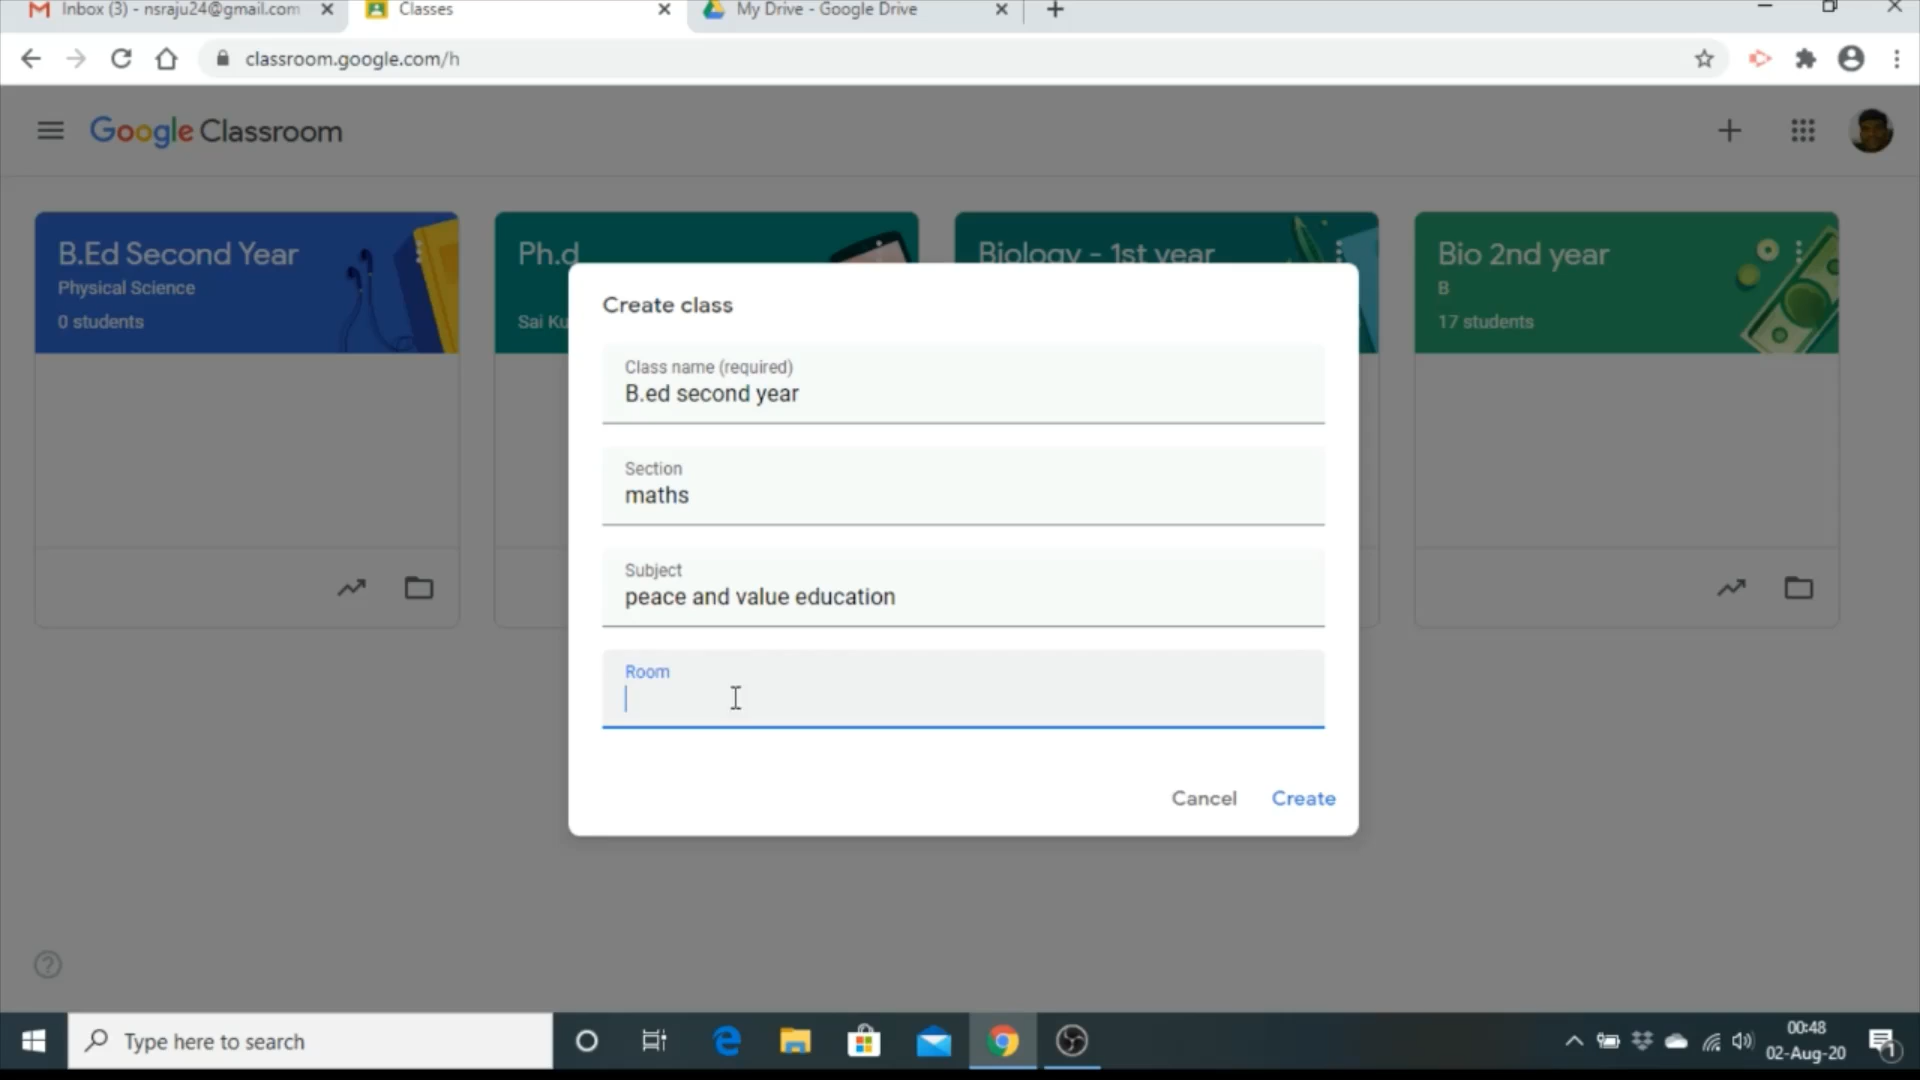 Inbox (3) - nsraju24@gmail.com
Classes
My Drive - Google Drive
classroom.google.com/h
Google Classroom
B.Ed Second Year
Physical Science
0 students
Ph.d
Sai Ku
Biology - 1st year
Bio 2nd year
B
17 students
Create class
Class name (required)
B.ed second year
Section
maths
Subject
peace and value education
Room
Cancel
Create
Type here to search
00:48
02-Aug-20
1